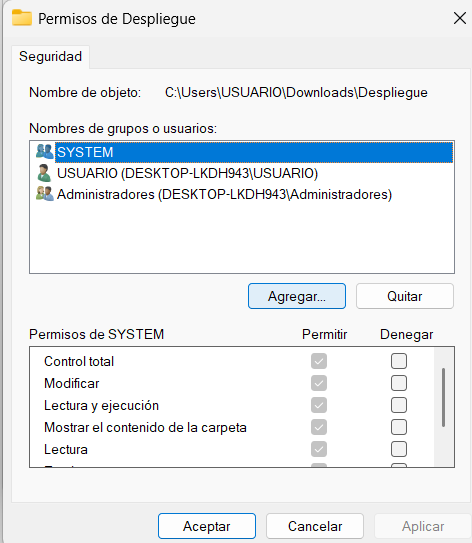 Permisos de Despliegue
Seguridad
Nombre de objeto: C:\Users\USUARIO\Downloads\Despliegue
Nombres de grupos o usuarios:
SYSTEM
USUARIO (DESKTOP-LKDH943\USUARIO)
Administradores (DESKTOP-LKDH943\Administradores)
Agregar... Quitar
Permisos de SYSTEM Permitir Denegar
Control total
Modificar
Lectura y ejecución
Mostrar el contenido de la carpeta
Lectura
Aceptar Cancelar Aplicar